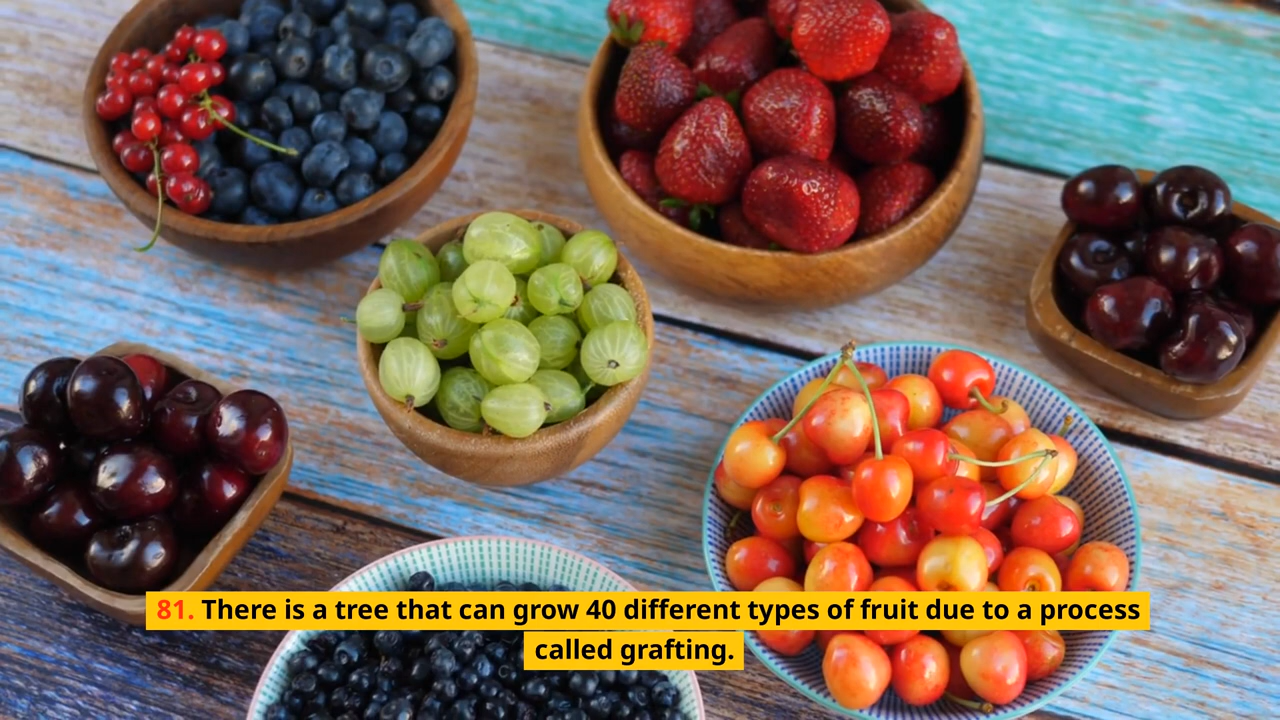 81. There is a tree that can grow 40 different types of fruit due to a process
called grafting.